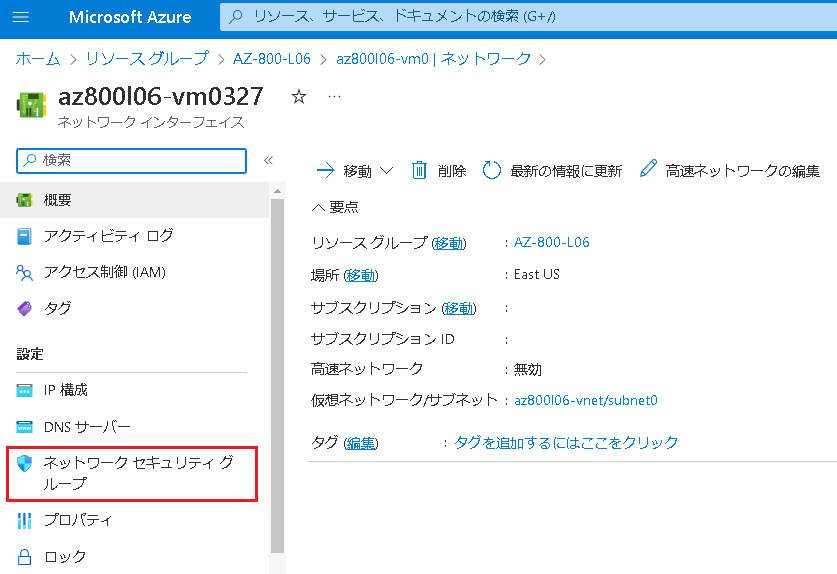 Microsoft Azure
リソース、サービス、ドキュメントの検索 (G+/)
ホーム > リソース グループ > AZ-800-L06 > az800l06-vm0 | ネットワーク >
az800l06-vm0327 ☆ …
ネットワーク インターフェイス
検索 «
移動 削除 最新の情報に更新 高速ネットワークの編集
概要
アクティビティ ログ
アクセス制御 (IAM)
タグ
設定
IP 構成
DNS サーバー
ネットワーク セキュリティ グ
ループ
プロパティ
ロック
要点
リソース グループ (移動) : AZ-800-L06
場所 (移動) : East US
サブスクリプション (移動) :
サブスクリプション ID :
高速ネットワーク : 無効
仮想ネットワーク/サブネット : az800l06-vnet/subnet0
タグ (編集) : タグを追加するにはここをクリック